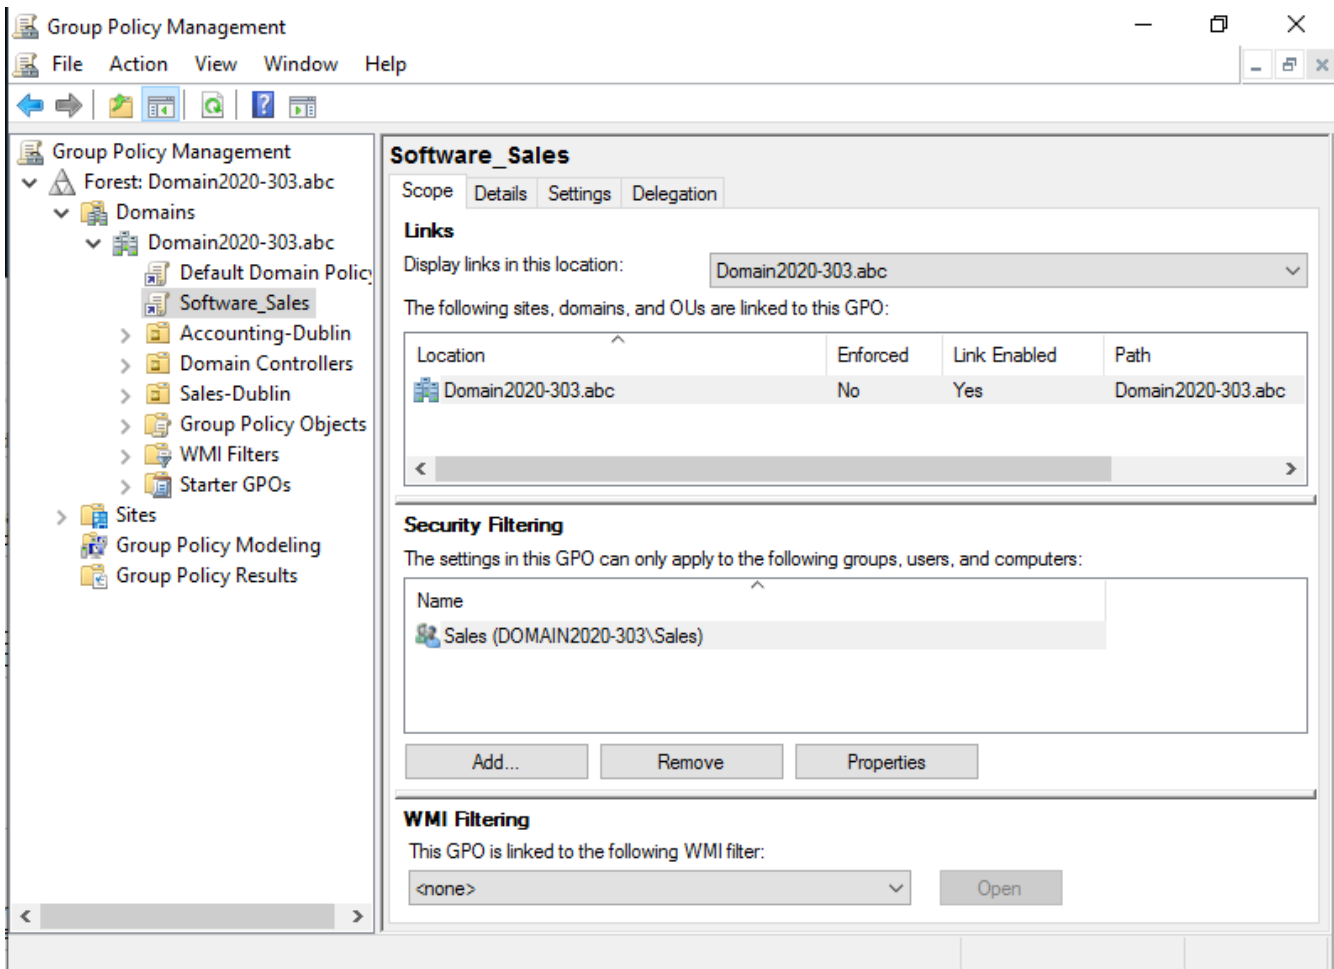 Group Policy Management
File Action View Window Help
Group Policy Management
Forest: Domain2020-303.abc
Domains
Domain2020-303.abc
Default Domain Policy
Software_Sales
Accounting-Dublin
Domain Controllers
Sales-Dublin
Group Policy Objects
WMI Filters
Starter GPOs
Sites
Group Policy Modeling
Group Policy Results
Software_Sales
Scope Details Settings Delegation
Links
Display links in this location: Domain2020-303.abc
The following sites, domains, and OUs are linked to this GPO:
Location Enforced Link Enabled Path
Domain2020-303.abc No Yes Domain2020-303.abc
Security Filtering
The settings in this GPO can only apply to the following groups, users, and computers:
Name
Sales (DOMAIN2020-303\Sales)
Add... Remove Properties
WMI Filtering
This GPO is linked to the following WMI filter:
<none> Open